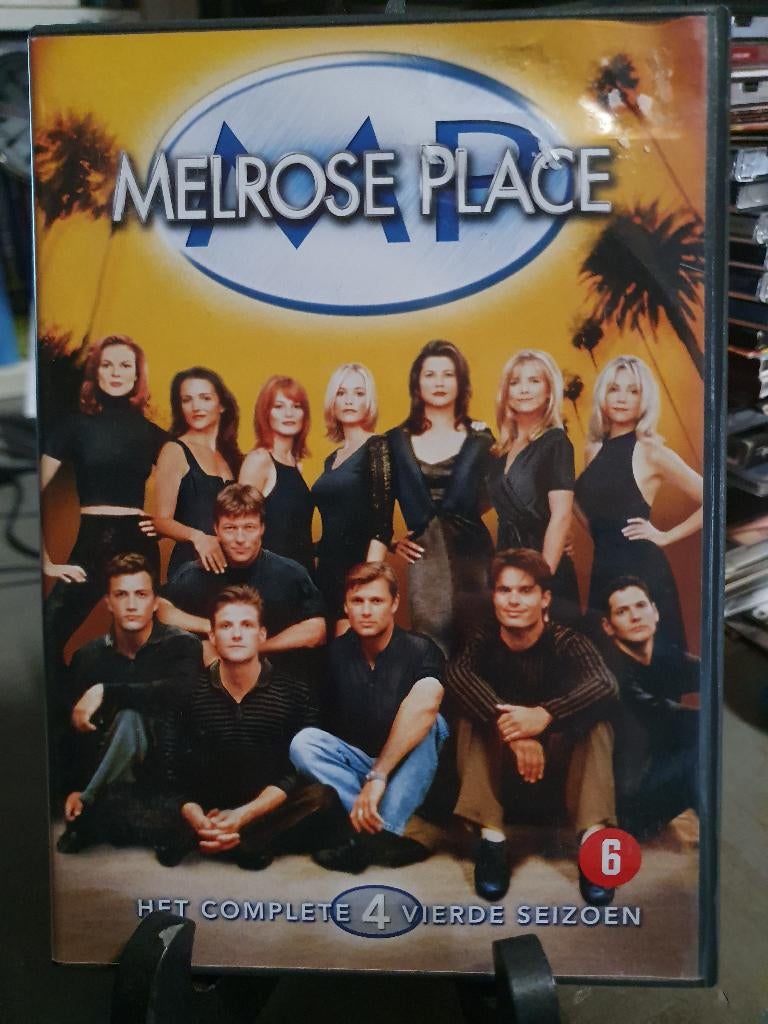 MP
MELROSE PLACE
6
HET COMPLETE 4 VIERDE SEIZOEN